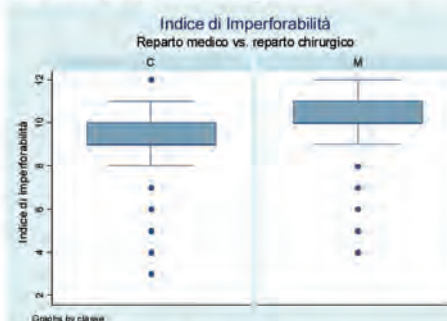 Indice di Imperforabilità
Reparto medico vs. reparto chirurgico
C
M
Indice di imperforabilità
12
10
8
6
4
2
Graphs by classe